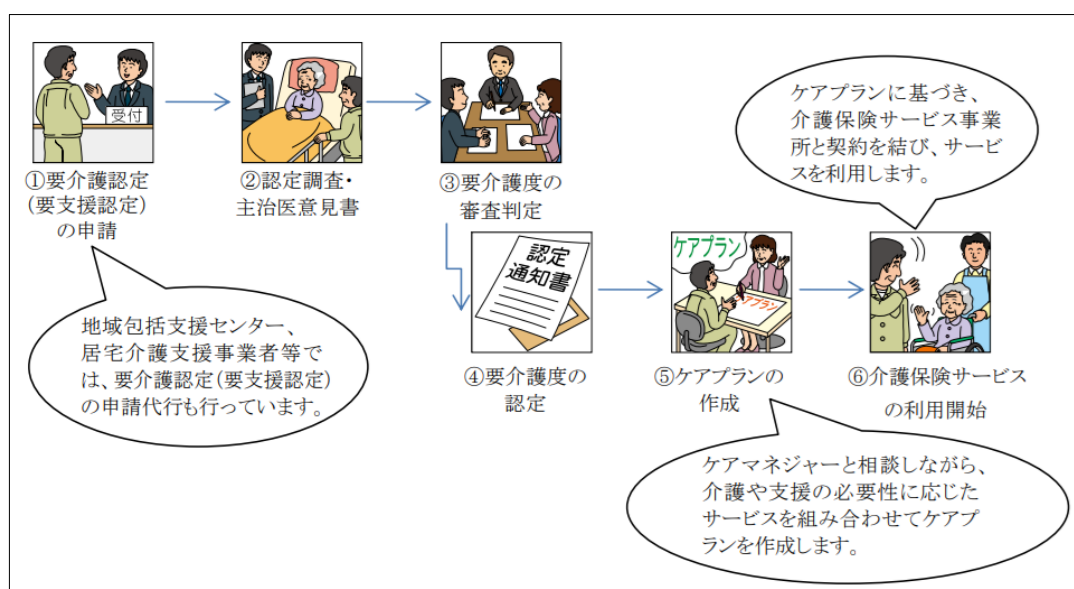 受付
①要介護認定
(要支援認定)
の申請
②認定調査・
主治医意見書
③要介護度の
審査判定
ケアプランに基づき、
介護保険サービス事業
所と契約を結び、サービ
スを利用します。
地域包括支援センター、
居宅介護支援事業者等で
は、要介護認定(要支援認定)
の申請代行も行っています。
認定
通知書
④要介護度の
認定
ケアプラン
⑤ケアプランの
作成
⑥介護保険サービス
の利用開始
ケアマネジャーと相談しながら、
介護や支援の必要性に応じた
サービスを組み合わせてケアプ
ランを作成します。